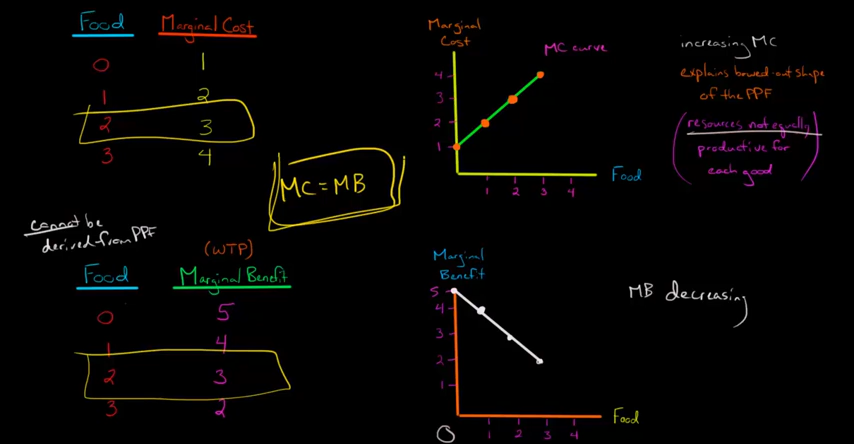 Food Marginal Cost
0 1
1 2
2 3
3 4
MC = MB
cannot be
derived from PPF
(WTP)
Food Marginal Benefit
0 5
1 4
2 3
3 2
Marginal
Cost
MC curve
4
3
2
1
1 2 3 4 Food
increasing MC
explains bowed-out shape
of the PPF
(resources not equally
productive for
each good)
Marginal
Benefit
5
4
3
2
1
0 1 2 3 4 Food
MB decreasing